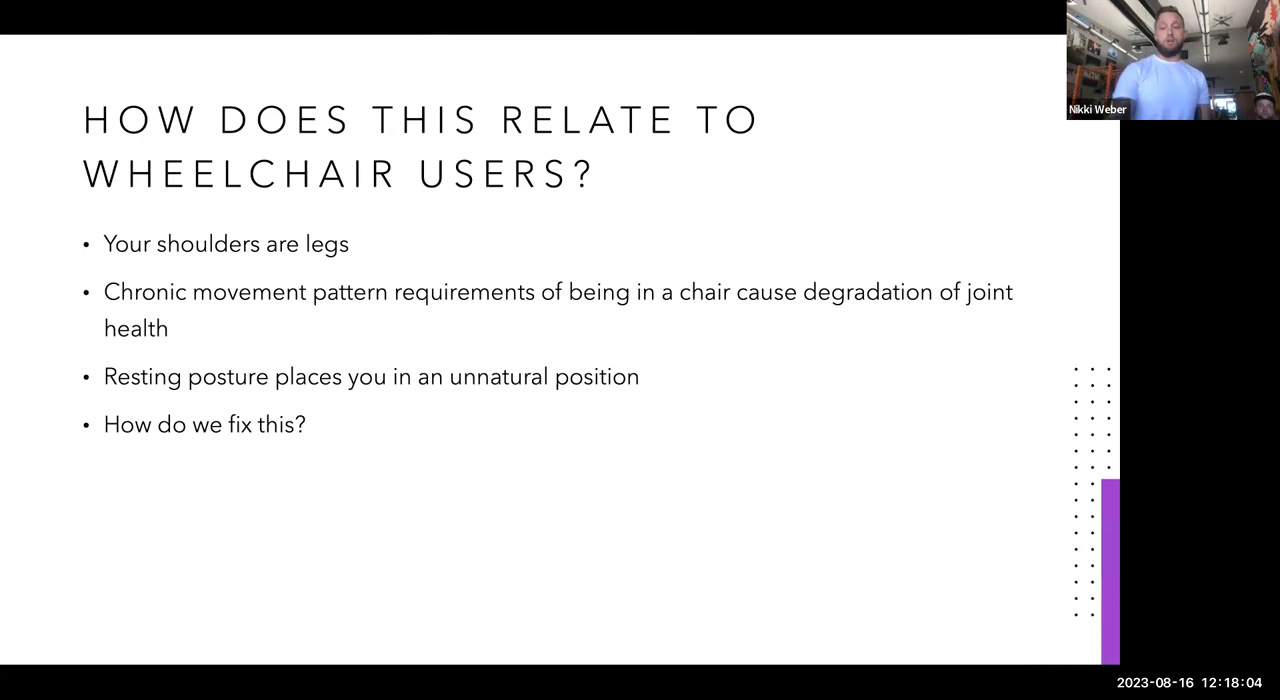 Nikki Weber
HOW DOES THIS RELATE TO
WHEELCHAIR USERS?
• Your shoulders are legs
• Chronic movement pattern requirements of being in a chair cause degradation of joint
health
• Resting posture places you in an unnatural position
• How do we fix this?
2023-08-16 12:18:04